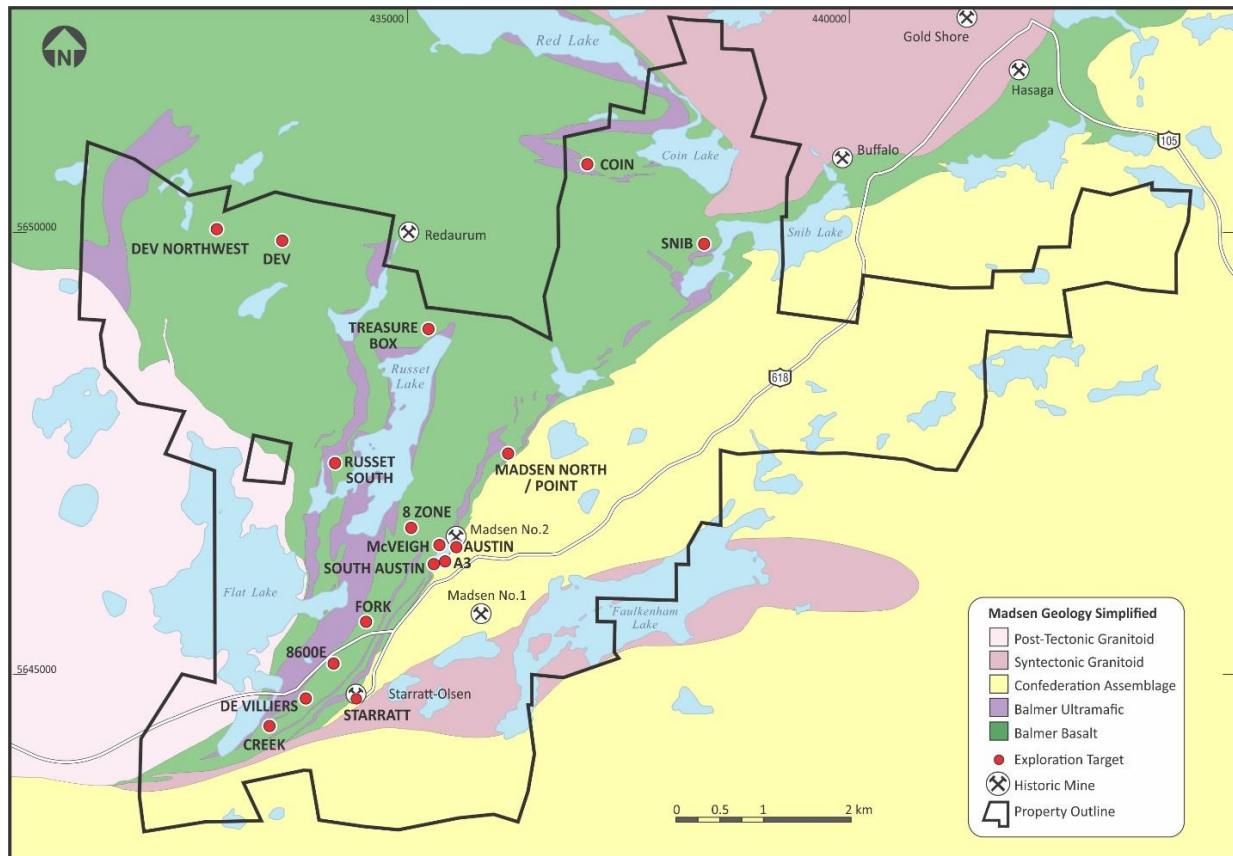 435000
440000
N
Red Lake
Gold Shore
Hasaga
COIN
Coin Lake
Buffalo
105
5650000
DEV NORTHWEST
DEV
Redaurum
SNIB
Snib Lake
TREASURE
BOX
Russet
Lake
618
RUSSET
SOUTH
MADSEN NORTH
/ POINT
8 ZONE
Madsen No.2
McVEIGH
AUSTIN
SOUTH AUSTIN
A3
Flat Lake
FORK
Madsen No.1
Faulkenham
Lake
8600E
5645000
DE VILLIERS
Starratt-Olsen
STARRATT
CREEK
Madsen Geology Simplified
Post-Tectonic Granitoid
Syntectonic Granitoid
Confederation Assemblage
Balmer Ultramafic
Balmer Basalt
Exploration Target
Historic Mine
Property Outline
0 0.5 1 2 km